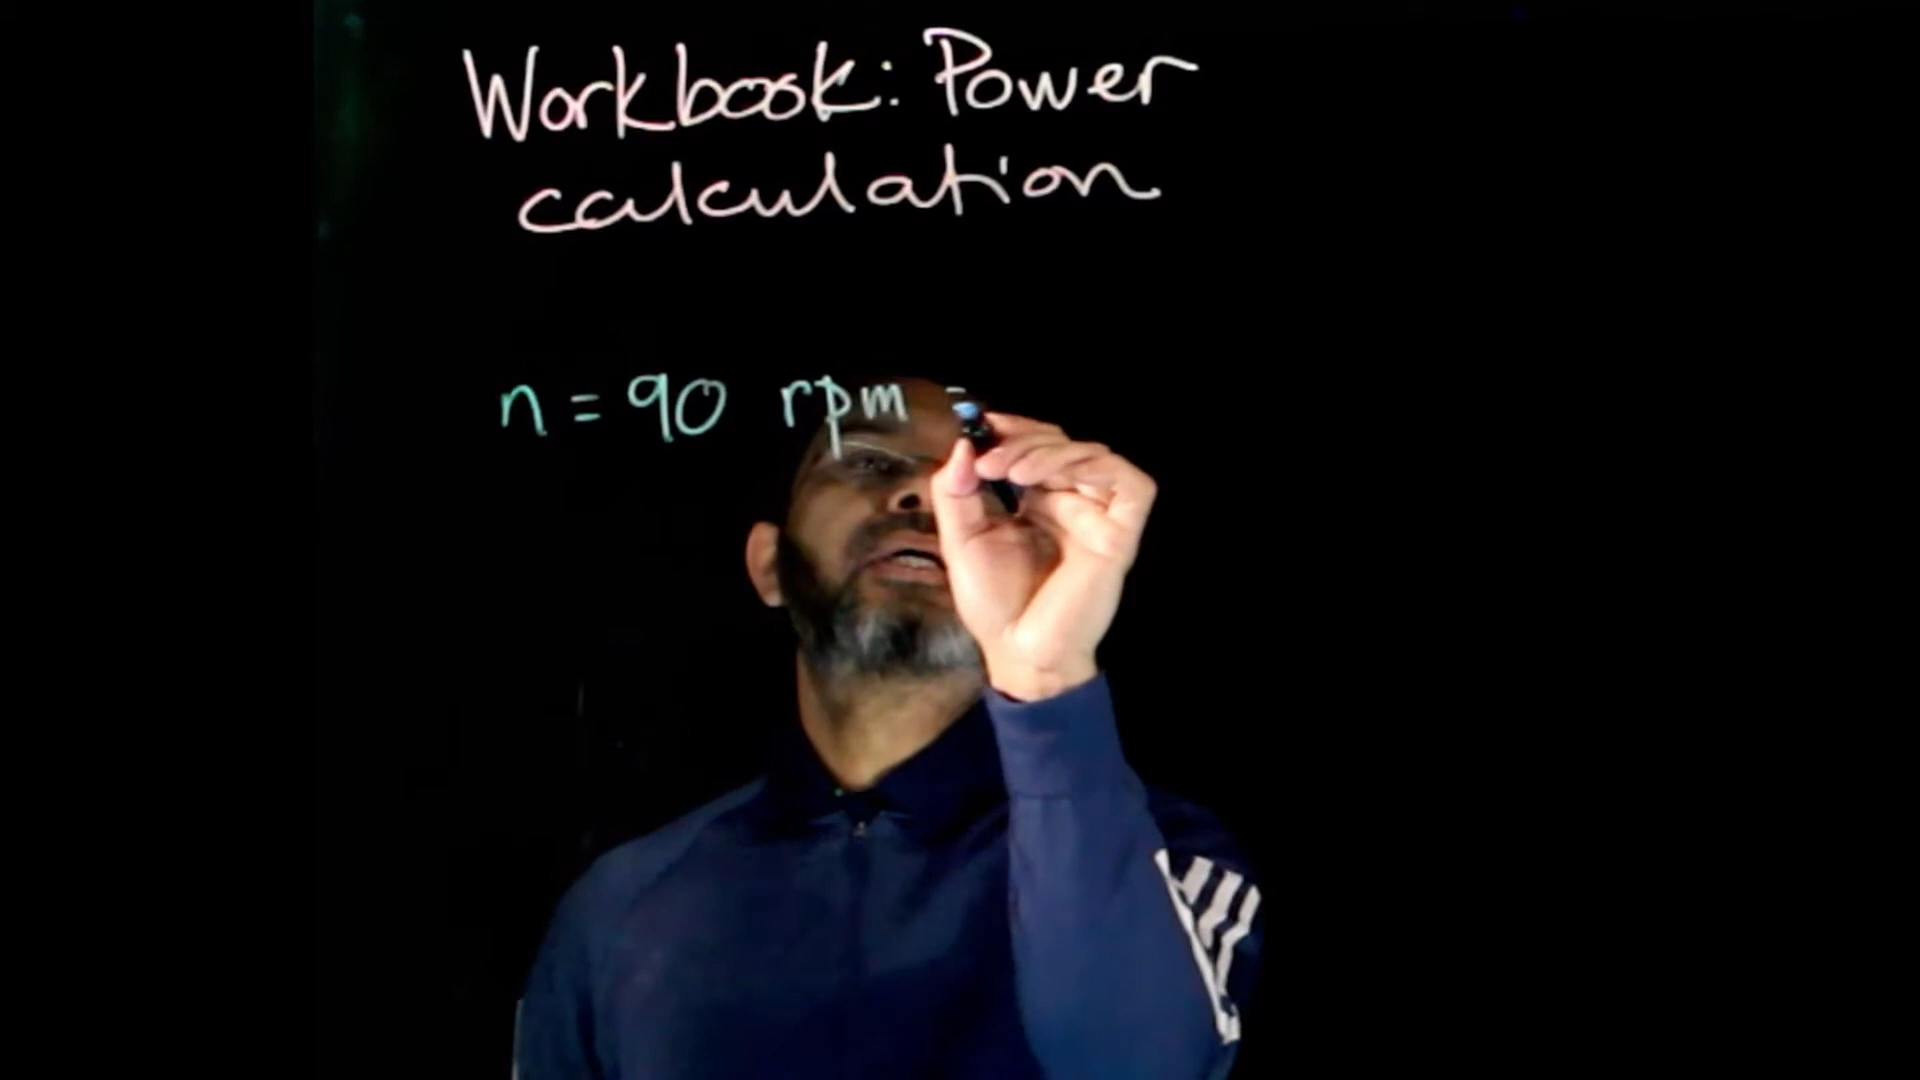 Workbook: Power
calculation
n = 90 rpm =